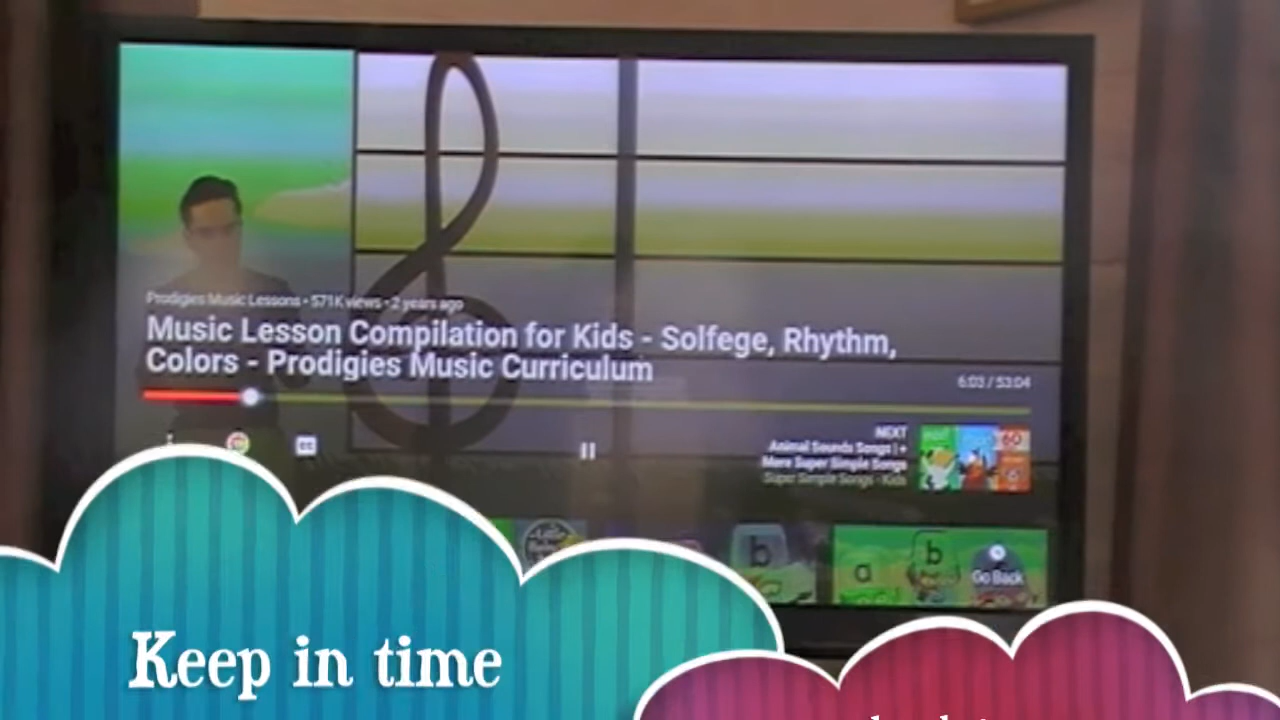 Prodigies Music Lessons • 571K views • 2 years ago
Music Lesson Compilation for Kids - Solfege, Rhythm,
Colors - Prodigies Music Curriculum
6:03 / 53:04
NEXT
Animal Sounds Songs | +
More Super Simple Songs
Super Simple Songs - Kids
60
b
a
b
Go Back
Keep in time